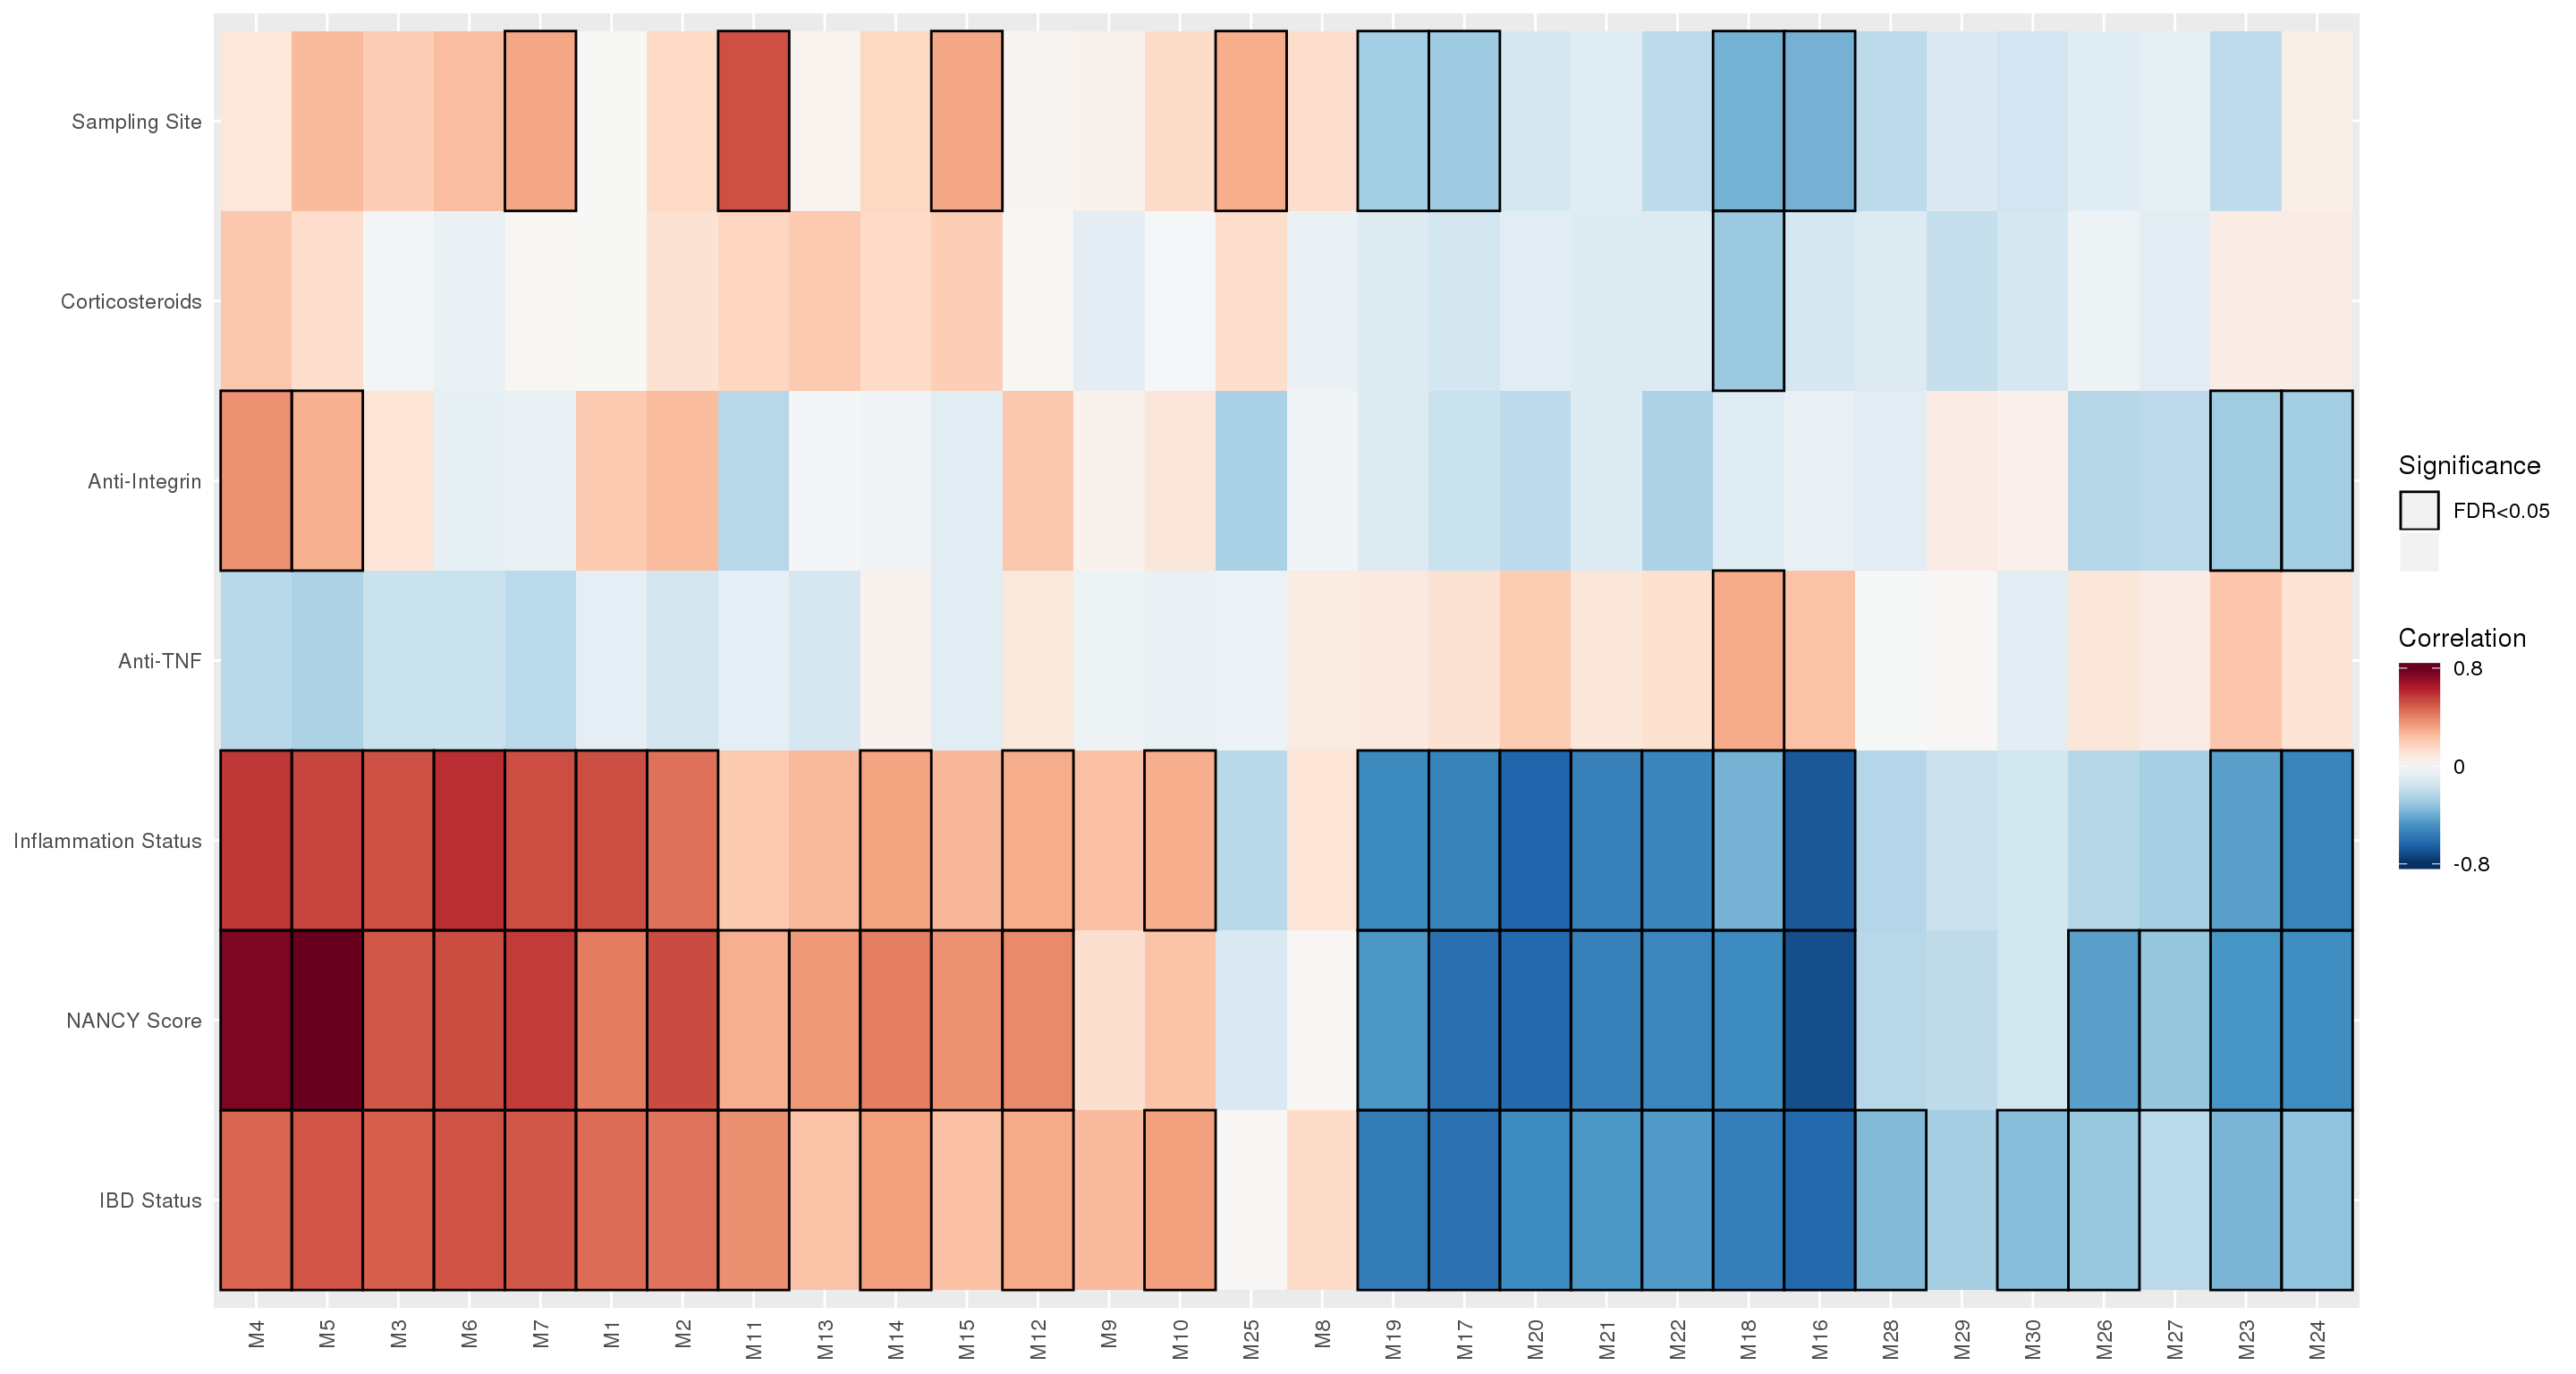 Sampling Site
Corticosteroids
Anti-Integrin
Anti-TNF
Inflammation Status
NANCY Score
IBD Status
M4 M5 M3 M6 M7 M1 M2 M11 M13 M14 M15 M12 M9 M10 M25 M8 M19 M17 M20 M21 M22 M18 M16 M28 M29 M30 M26 M27 M23 M24
Significance
FDR<0.05
Correlation
0.8
0
-0.8